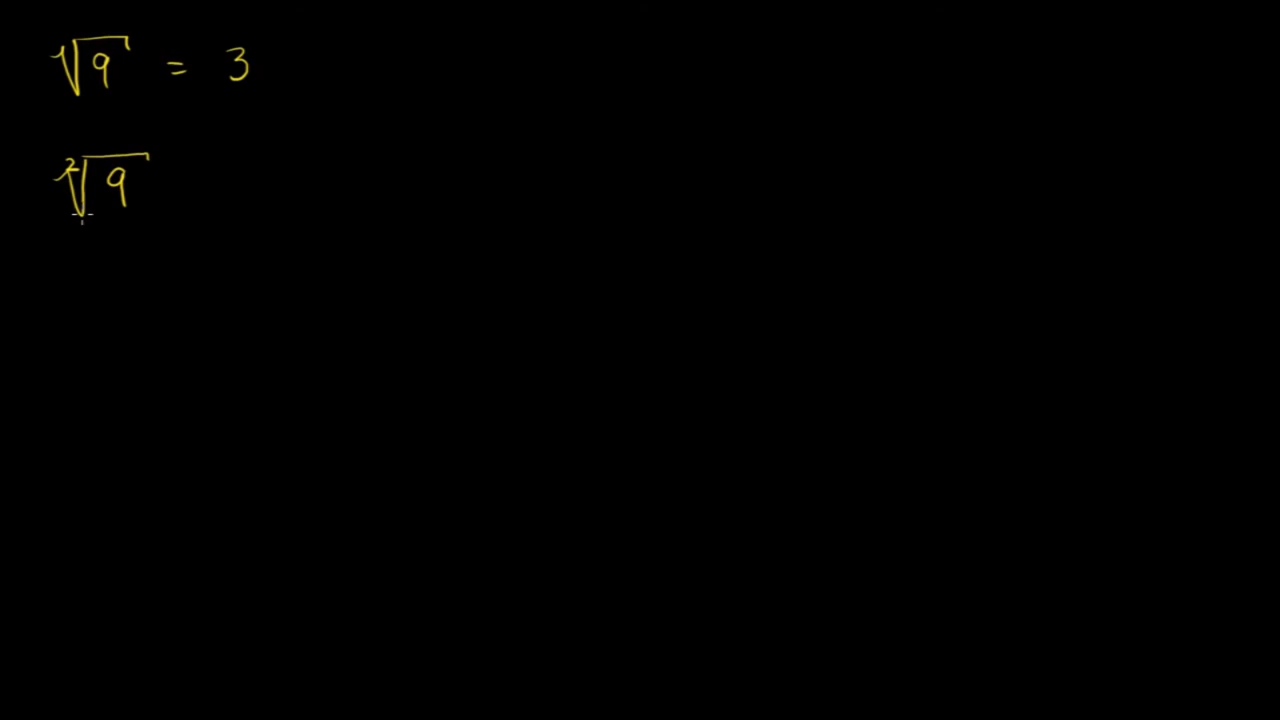 √9 = 3
²√9